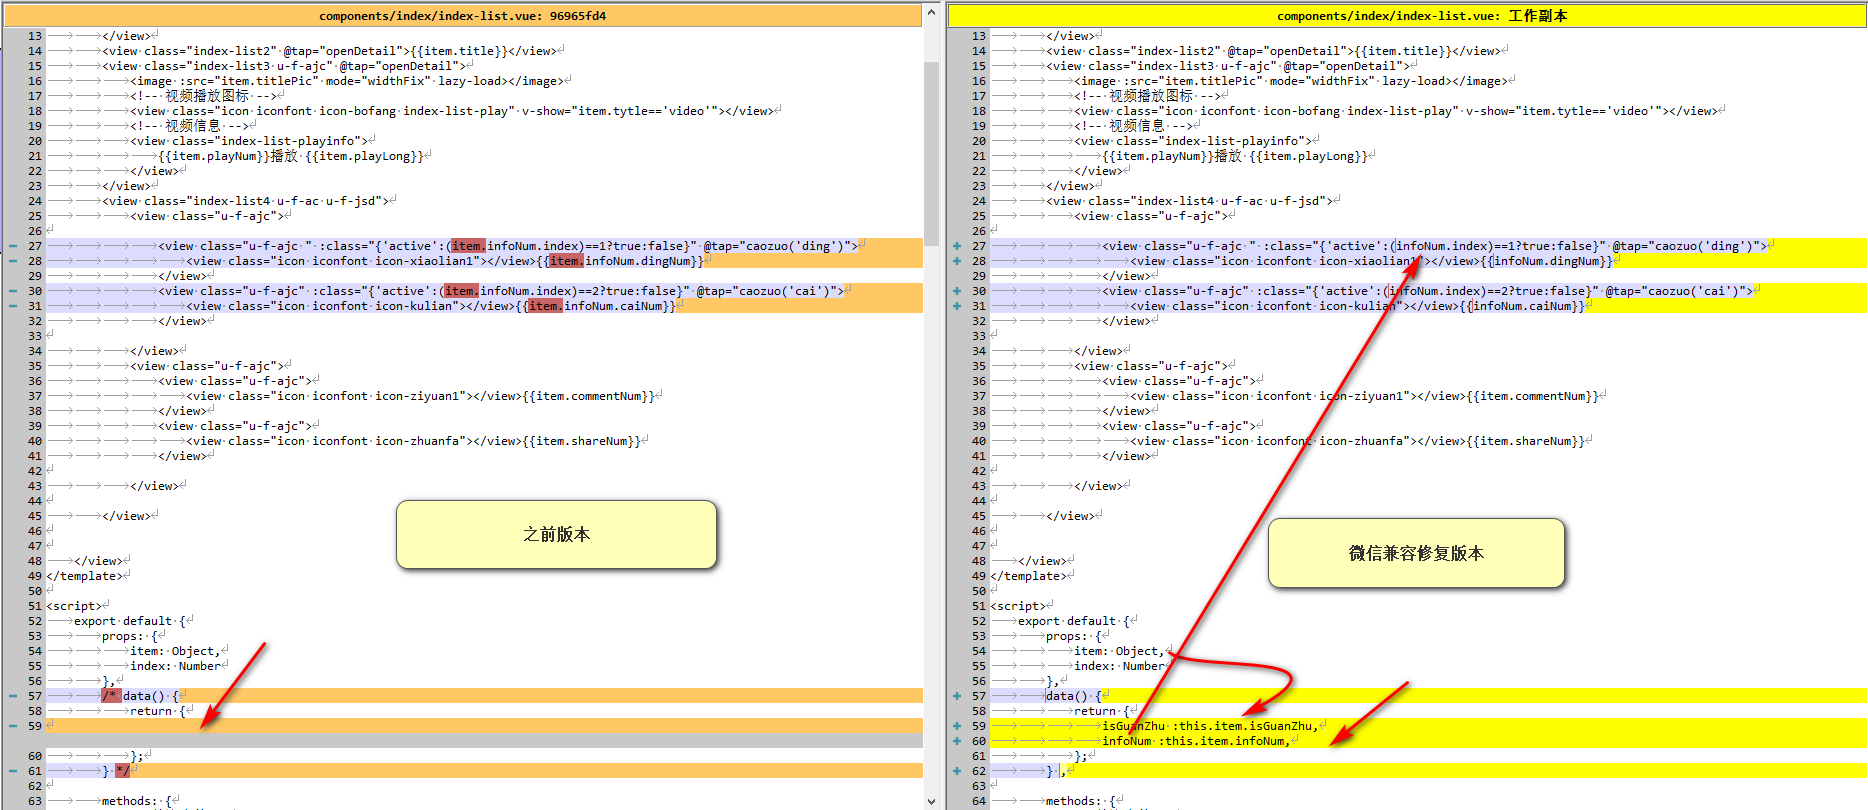 components/index/index-list.vue: 96965fd4
13 </view>
14 <view class="index-list2" @tap="openDetail">{{item.title}}</view>
15 <view class="index-list3 u-f-ajc" @tap="openDetail">
16 <image :src="item.titlePic" mode="widthFix" lazy-load></image>
17 <!-- 视频播放图标 -->
18 <view class="icon iconfont icon-bofang index-list-play" v-show="item.tytle=='video'"></view>
19 <!-- 视频信息 -->
20 <view class="index-list-playinfo">
21 {{item.playNum}}播放 {{item.playLong}}
22 </view>
23 </view>
24 <view class="index-list4 u-f-ac u-f-jsd">
25 <view class="u-f-ajc">
26
27 <view class="u-f-ajc " :class="{'active':(item.infoNum.index)==1?true:false}" @tap="caozuo('ding')">
28 <view class="icon iconfont icon-xiaolian1"></view>{{item.infoNum.dingNum}}
29 </view>
30 <view class="u-f-ajc" :class="{'active':(item.infoNum.index)==2?true:false}" @tap="caozuo('cai')">
31 <view class="icon iconfont icon-kulian"></view>{{item.infoNum.caiNum}}
32 </view>
33
34 </view>
35 <view class="u-f-ajc">
36 <view class="u-f-ajc">
37 <view class="icon iconfont icon-ziyuan1"></view>{{item.commentNum}}
38 </view>
39 <view class="u-f-ajc">
40 <view class="icon iconfont icon-zhuanfa"></view>{{item.shareNum}}
41 </view>
42
43 </view>
44
45 </view>
46
47
48 </view>
49 </template>
50
51 <script>
52 export default {
53 props: {
54 item: Object,
55 index: Number
56 },
57 /* data() {
58 return {
59
60 };
61 } */
62
63 methods: {
之前版本
components/index/index-list.vue: 工作副本
13 </view>
14 <view class="index-list2" @tap="openDetail">{{item.title}}</view>
15 <view class="index-list3 u-f-ajc" @tap="openDetail">
16 <image :src="item.titlePic" mode="widthFix" lazy-load></image>
17 <!-- 视频播放图标 -->
18 <view class="icon iconfont icon-bofang index-list-play" v-show="item.tytle=='video'"></view>
19 <!-- 视频信息 -->
20 <view class="index-list-playinfo">
21 {{item.playNum}}播放 {{item.playLong}}
22 </view>
23 </view>
24 <view class="index-list4 u-f-ac u-f-jsd">
25 <view class="u-f-ajc">
26
27 <view class="u-f-ajc " :class="{'active':(infoNum.index)==1?true:false}" @tap="caozuo('ding')">
28 <view class="icon iconfont icon-xiaolian1"></view>{{infoNum.dingNum}}
29 </view>
30 <view class="u-f-ajc" :class="{'active':(infoNum.index)==2?true:false}" @tap="caozuo('cai')">
31 <view class="icon iconfont icon-kulian"></view>{{infoNum.caiNum}}
32 </view>
33
34 </view>
35 <view class="u-f-ajc">
36 <view class="u-f-ajc">
37 <view class="icon iconfont icon-ziyuan1"></view>{{item.commentNum}}
38 </view>
39 <view class="u-f-ajc">
40 <view class="icon iconfont icon-zhuanfa"></view>{{item.shareNum}}
41 </view>
42
43 </view>
44
45 </view>
46
47
48 </view>
49 </template>
50
51 <script>
52 export default {
53 props: {
54 item: Object,
55 index: Number
56 },
57 data() {
58 return {
59 isGuanZhu :this.item.isGuanZhu,
60 infoNum :this.item.infoNum,
61 };
62 } ,
63
64 methods: {
微信兼容修复版本